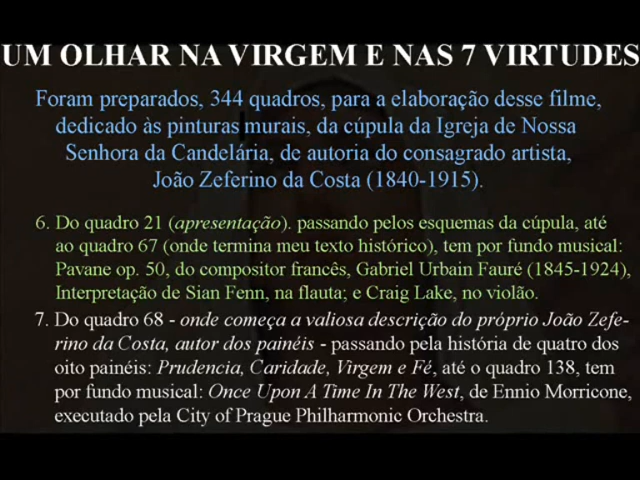 UM OLHAR NA VIRGEM E NAS 7 VIRTUDES
Foram preparados, 344 quadros, para a elaboração desse filme,
dedicado às pinturas murais, da cúpula da Igreja de Nossa
Senhora da Candelária, de autoria do consagrado artista,
João Zeferino da Costa (1840-1915).
6. Do quadro 21 (apresentação). passando pelos esquemas da cúpula, até
ao quadro 67 (onde termina meu texto histórico), tem por fundo musical:
Pavane op. 50, do compositor francês, Gabriel Urbain Fauré (1845-1924),
Interpretação de Sian Fenn, na flauta; e Craig Lake, no violão.
7. Do quadro 68 - onde começa a valiosa descrição do próprio João Zefe-
rino da Costa, autor dos painéis - passando pela história de quatro dos
oito painéis: Prudencia, Caridade, Virgem e Fé, até o quadro 138, tem
por fundo musical: Once Upon A Time In The West, de Ennio Morricone,
executado pela City of Prague Philharmonic Orchestra.